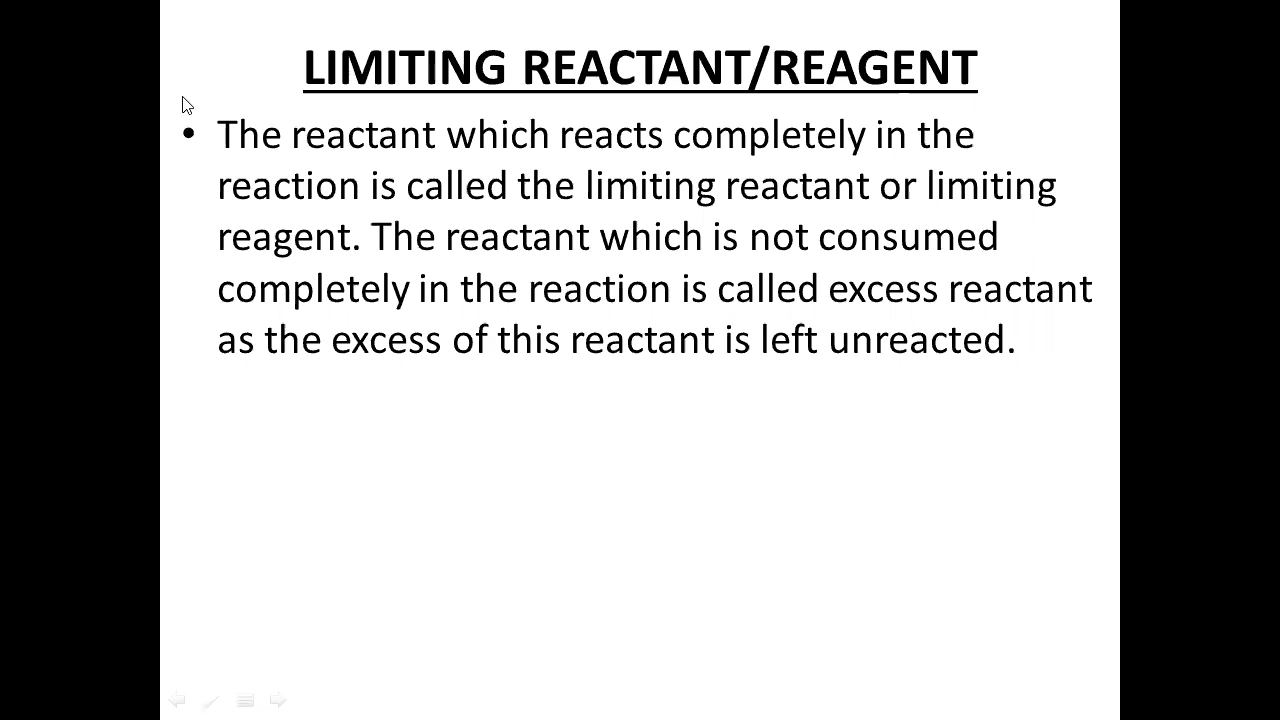 LIMITING REACTANT/REAGENT
• The reactant which reacts completely in the
reaction is called the limiting reactant or limiting
reagent. The reactant which is not consumed
completely in the reaction is called excess reactant
as the excess of this reactant is left unreacted.